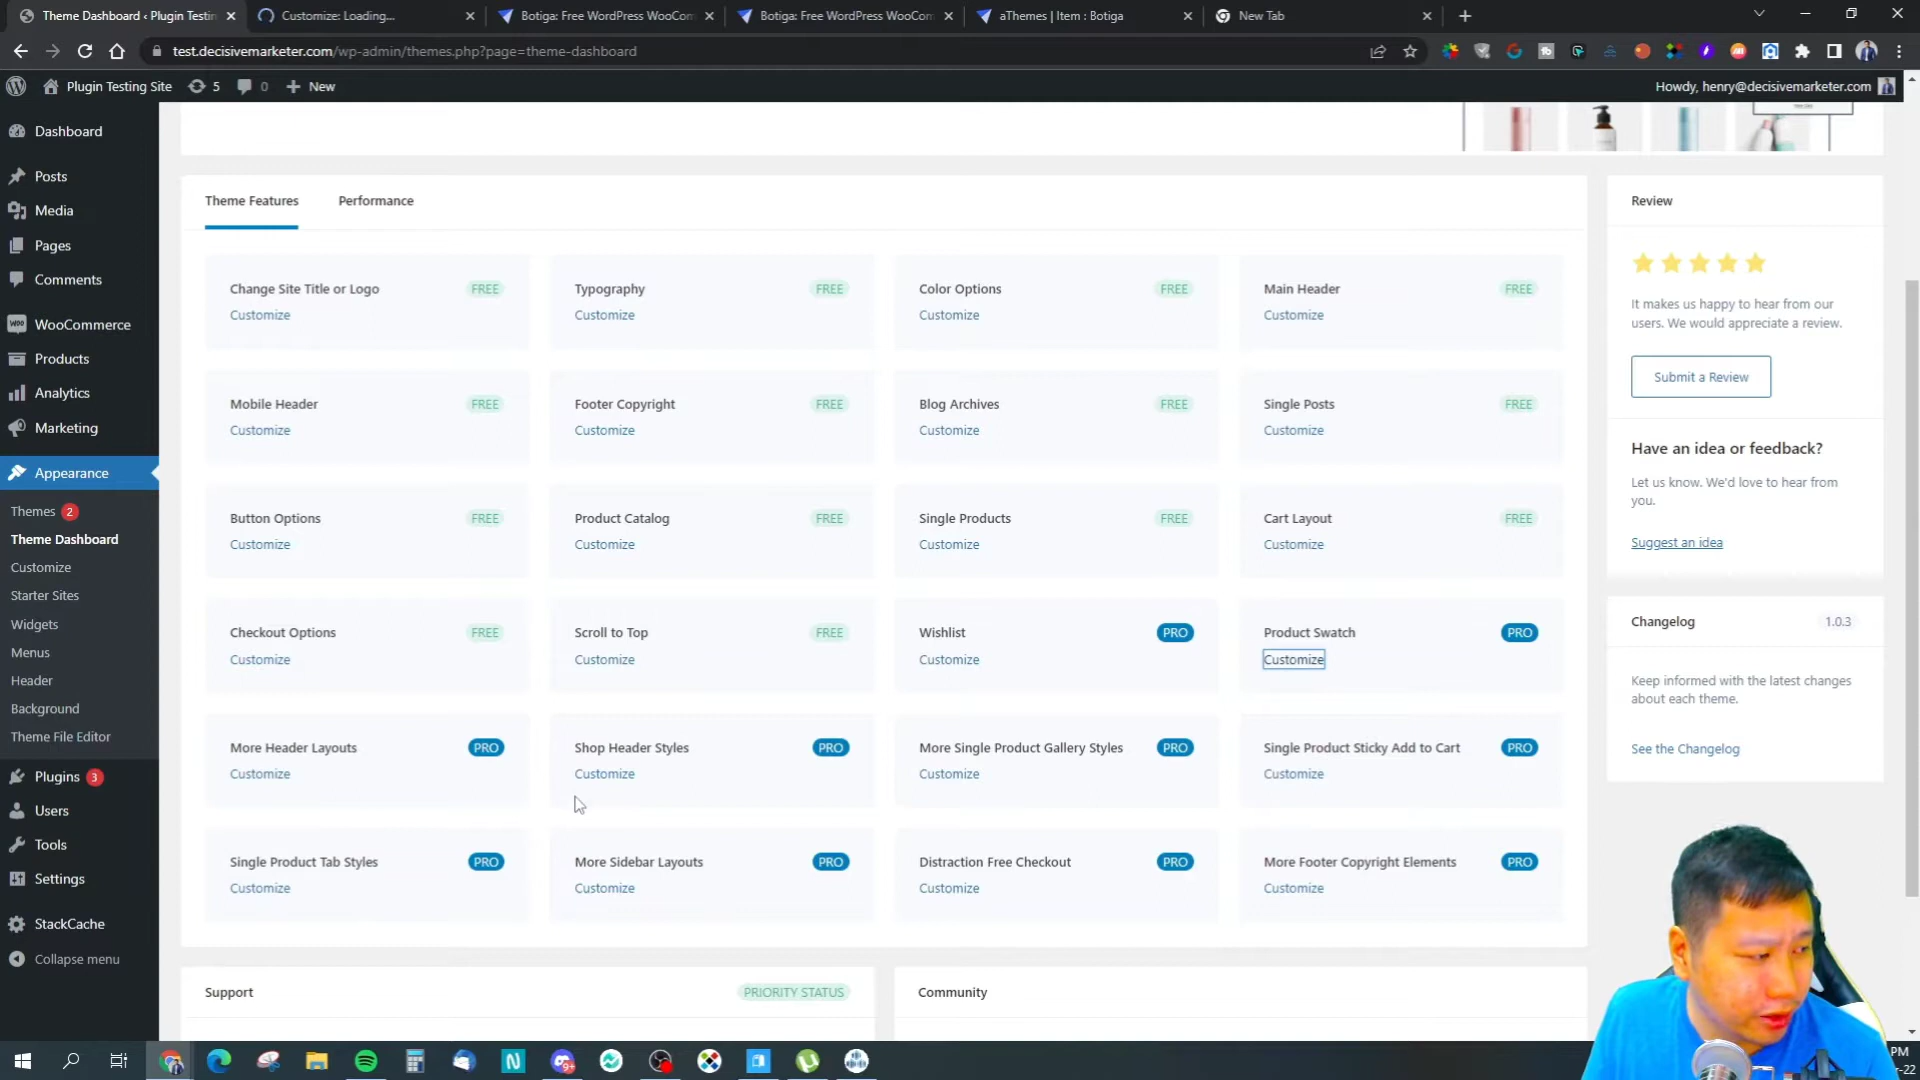 Theme Dashboard ‹ Plugin Testin
Customize: Loading...
Botiga: Free WordPress WooCom
Botiga: Free WordPress WooCom
aThemes | Item : Botiga
New Tab
test.decisivemarketer.com/wp-admin/themes.php?page=theme-dashboard
Plugin Testing Site
5
0
New
Howdy, henry@decisivemarketer.com
Dashboard
Posts
Media
Pages
Comments
WooCommerce
Products
Analytics
Marketing
Appearance
Themes 2
Theme Dashboard
Customize
Starter Sites
Widgets
Menus
Header
Background
Theme File Editor
Plugins 3
Users
Tools
Settings
StackCache
Collapse menu
Theme Features
Performance
Change Site Title or Logo FREE
Customize
Typography FREE
Customize
Color Options FREE
Customize
Main Header FREE
Customize
Mobile Header FREE
Customize
Footer Copyright FREE
Customize
Blog Archives FREE
Customize
Single Posts FREE
Customize
Button Options FREE
Customize
Product Catalog FREE
Customize
Single Products FREE
Customize
Cart Layout FREE
Customize
Checkout Options FREE
Customize
Scroll to Top FREE
Customize
Wishlist PRO
Customize
Product Swatch PRO
Customize
More Header Layouts PRO
Customize
Shop Header Styles PRO
Customize
More Single Product Gallery Styles PRO
Customize
Single Product Sticky Add to Cart PRO
Customize
Single Product Tab Styles PRO
Customize
More Sidebar Layouts PRO
Customize
Distraction Free Checkout PRO
Customize
More Footer Copyright Elements PRO
Customize
Support PRIORITY STATUS
Community
Review
It makes us happy to hear from our
users. We would appreciate a review.
Submit a Review
Have an idea or feedback?
Let us know. We'd love to hear from
you.
Suggest an idea
Changelog 1.0.3
Keep informed with the latest changes
about each theme.
See the Changelog
PM
-22